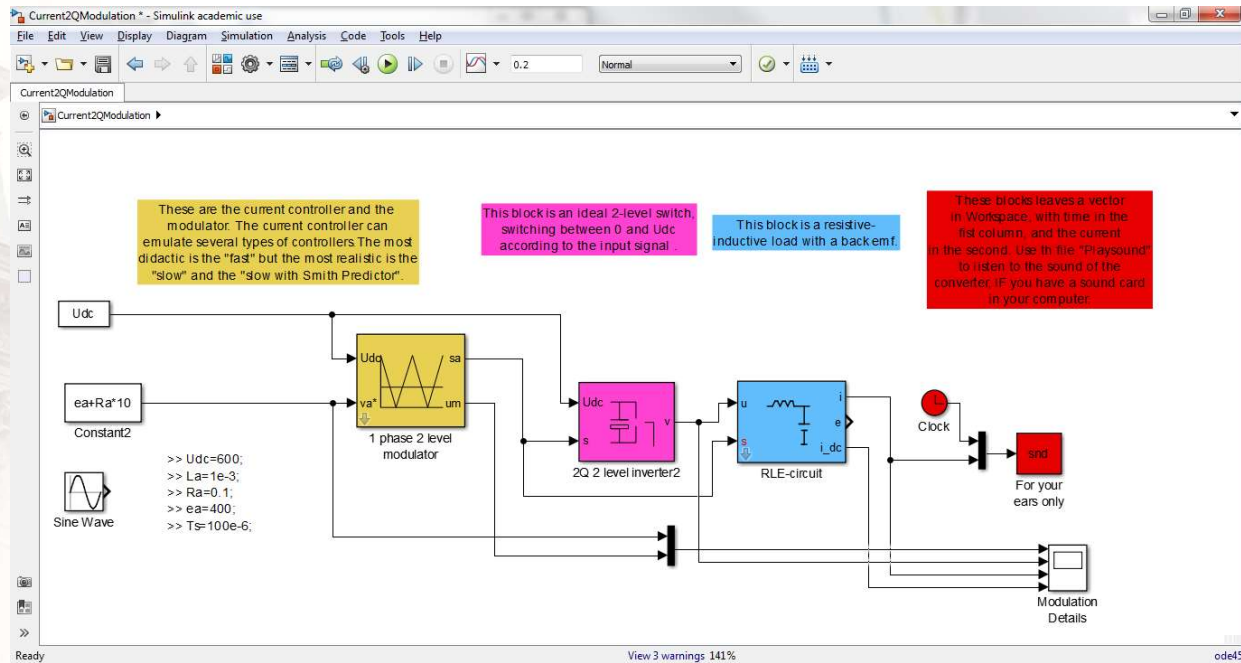 Current2QModulation * - Simulink academic use
File Edit View Display Diagram Simulation Analysis Code Tools Help
0.2 Normal
Current2QModulation
Current2QModulation
These are the current controller and the
modulator. The current controller can
emulate several types of controllers. The most
didactic is the "fast" but the most realistic is the
"slow" and the "slow with Smith Predictor".
This block is an ideal 2-level switch,
switching between 0 and Udc
according to the input signal .
This block is a resistive-
inductive load with a back emf.
These blocks leaves a vector
in Workspace, with time in the
fist column, and the current
in the second. Use th file "Playsound"
to listen to the sound of the
converter, IF you have a sound card
in your computer.
Udc
Udc sa
va* um
1 phase 2 level
modulator
ea+Ra*10
Constant2
Udc
s
v
2Q 2 level inverter2
u
s
i
e
i_dc
RLE-circuit
Clock
snd
For your
ears only
Sine Wave
>> Udc=600;
>> La=1e-3;
>> Ra=0.1;
>> ea=400;
>> Ts=100e-6;
Modulation
Details
Ready View 3 warnings 141% ode45